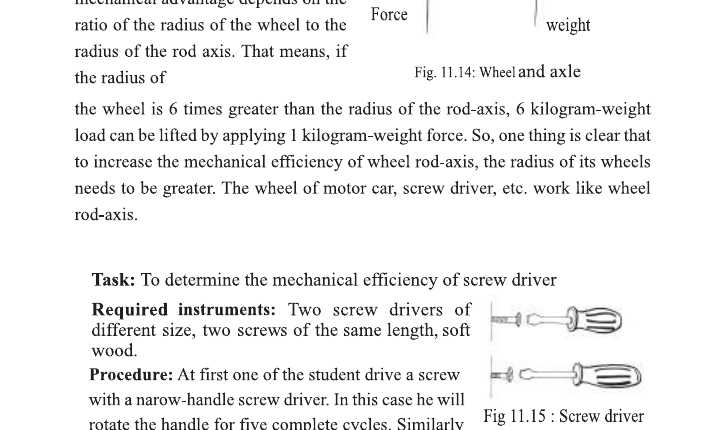 mechanical advantage depends on the
ratio of the radius of the wheel to the
radius of the rod axis. That means, if
the radius of
Force
weight
Fig. 11.14: Wheel and axle
the wheel is 6 times greater than the radius of the rod-axis, 6 kilogram-weight
load can be lifted by applying 1 kilogram-weight force. So, one thing is clear that
to increase the mechanical efficiency of wheel rod-axis, the radius of its wheels
needs to be greater. The wheel of motor car, screw driver, etc. work like wheel
rod-axis.
Task: To determine the mechanical efficiency of screw driver
Required instruments: Two screw drivers of
different size, two screws of the same length, soft
wood.
Procedure: At first one of the student drive a screw
with a narow-handle screw driver. In this case he will
rotate the handle for five complete cycles. Similarly
Fig 11.15 : Screw driver